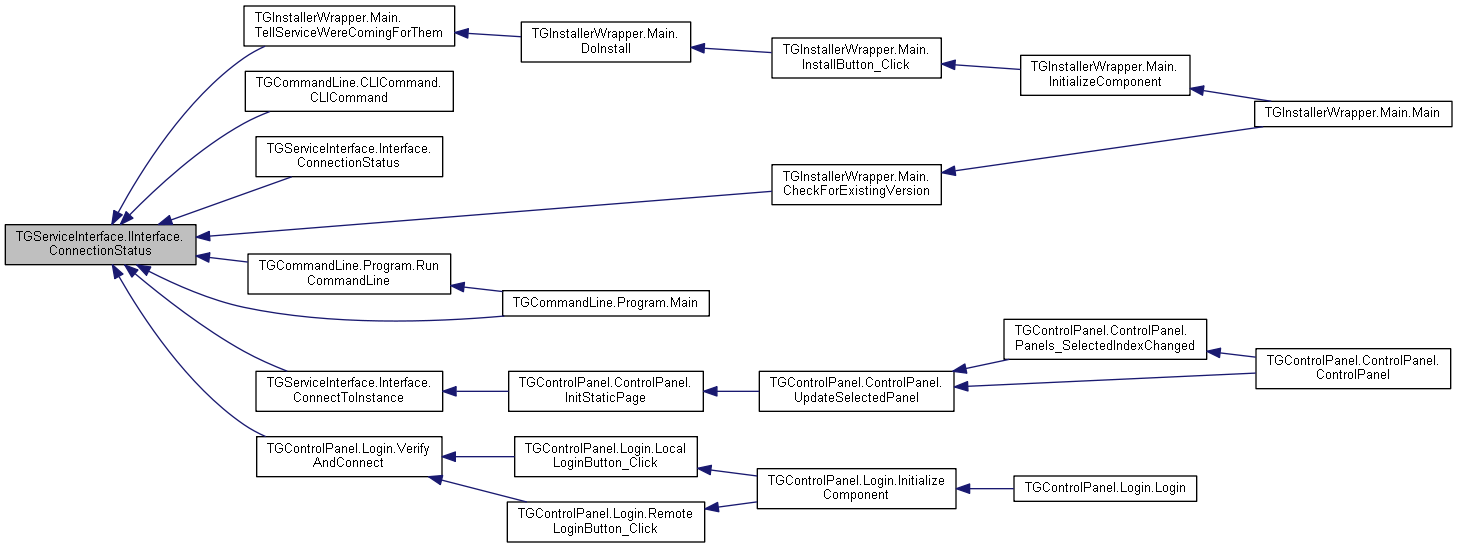 TGServiceInterface.IInterface.
ConnectionStatus
TGInstallerWrapper.Main.
TellServiceWereComingForThem
TGInstallerWrapper.Main.
DoInstall
TGInstallerWrapper.Main.
InstallButton_Click
TGInstallerWrapper.Main.
InitializeComponent
TGInstallerWrapper.Main.Main
TGCommandLine.CLICommand.
CLICommand
TGServiceInterface.Interface.
ConnectionStatus
TGInstallerWrapper.Main.
CheckForExistingVersion
TGCommandLine.Program.Run
CommandLine
TGCommandLine.Program.Main
TGServiceInterface.Interface.
ConnectToInstance
TGControlPanel.ControlPanel.
InitStaticPage
TGControlPanel.ControlPanel.
UpdateSelectedPanel
TGControlPanel.ControlPanel.
Panels_SelectedIndexChanged
TGControlPanel.ControlPanel.
ControlPanel
TGControlPanel.Login.Verify
AndConnect
TGControlPanel.Login.Local
LoginButton_Click
TGControlPanel.Login.Remote
LoginButton_Click
TGControlPanel.Login.Initialize
Component
TGControlPanel.Login.Login